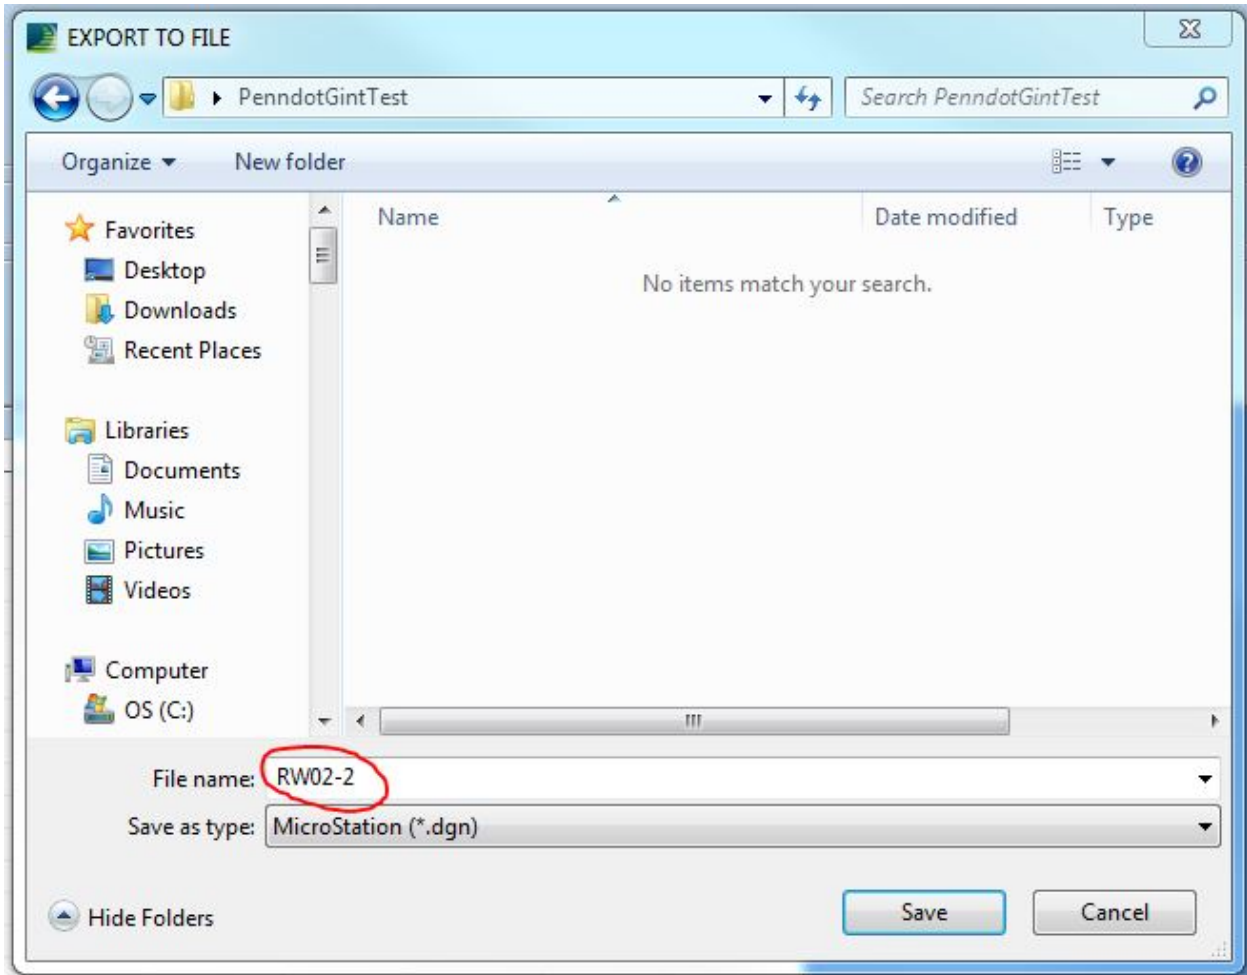 EXPORT TO FILE
PenndotGintTest
Search PenndotGintTest
Organize
New folder
Name
Date modified
Type
No items match your search.
Favorites
Desktop
Downloads
Recent Places
Libraries
Documents
Music
Pictures
Videos
Computer
OS (C:)
File name: RW02-2
Save as type: MicroStation (*.dgn)
Hide Folders
Save
Cancel